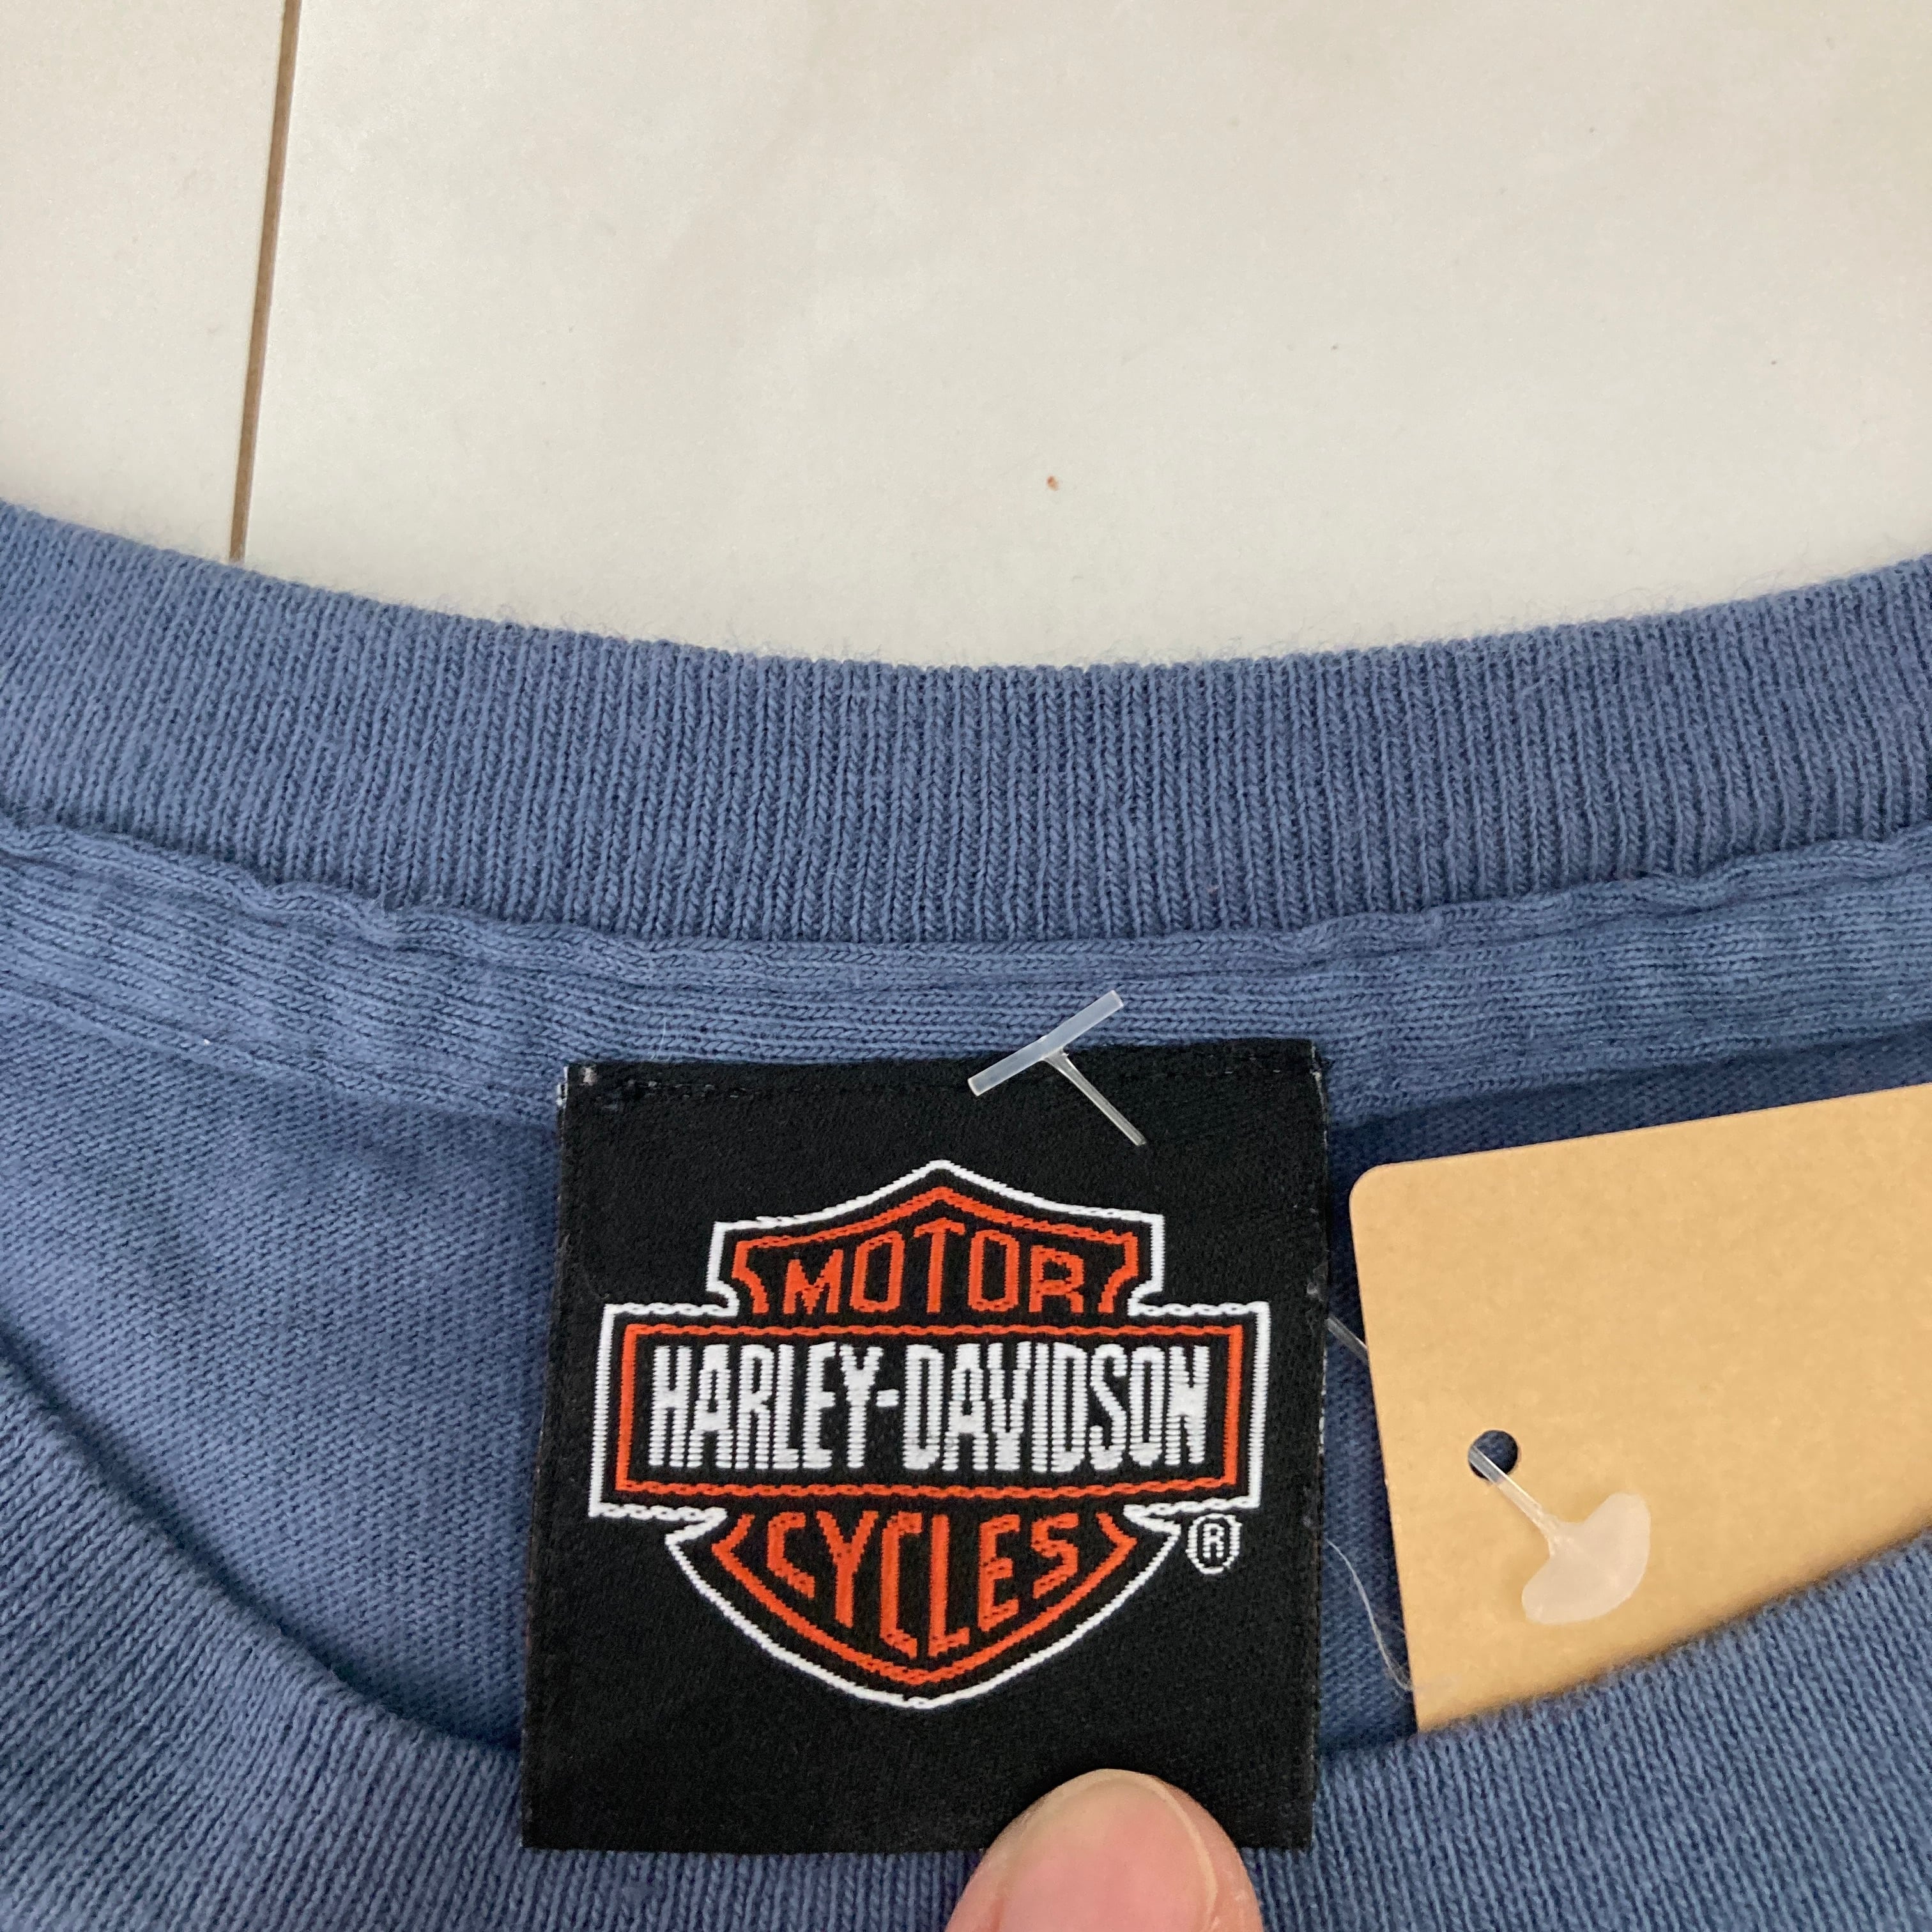 MOTOR
HARLEY-DAVIDSON
CYCLES
®